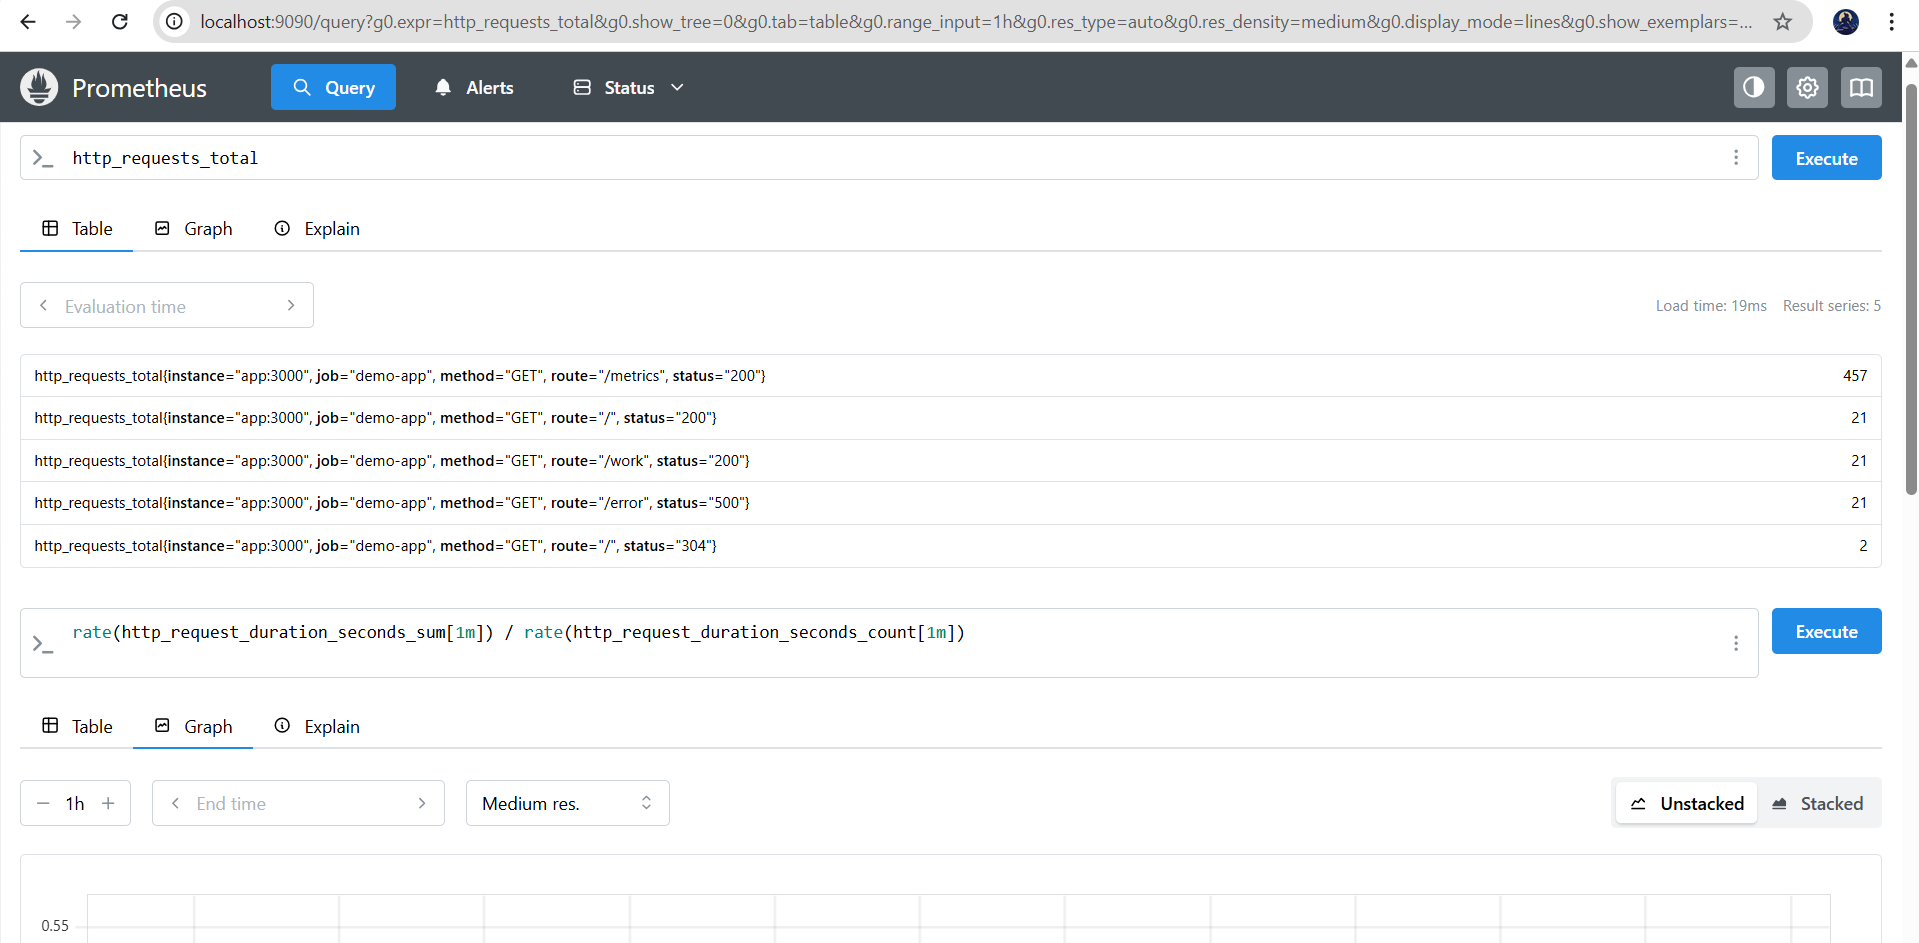 localhost:9090/query?g0.expr=http_requests_total&g0.show_tree=0&g0.tab=table&g0.range_input=1h&g0.res_type=auto&g0.res_density=medium&g0.display_mode=lines&g0.show_exemplars=...
Prometheus Query Alerts Status
http_requests_total Execute
Table Graph Explain
Evaluation time Load time: 19ms Result series: 5
http_requests_total{instance="app:3000", job="demo-app", method="GET", route="/metrics", status="200"} 457
http_requests_total{instance="app:3000", job="demo-app", method="GET", route="/", status="200"} 21
http_requests_total{instance="app:3000", job="demo-app", method="GET", route="/work", status="200"} 21
http_requests_total{instance="app:3000", job="demo-app", method="GET", route="/error", status="500"} 21
http_requests_total{instance="app:3000", job="demo-app", method="GET", route="/", status="304"} 2
rate(http_request_duration_seconds_sum[1m]) / rate(http_request_duration_seconds_count[1m]) Execute
Table Graph Explain
1h End time Medium res. Unstacked Stacked
0.55